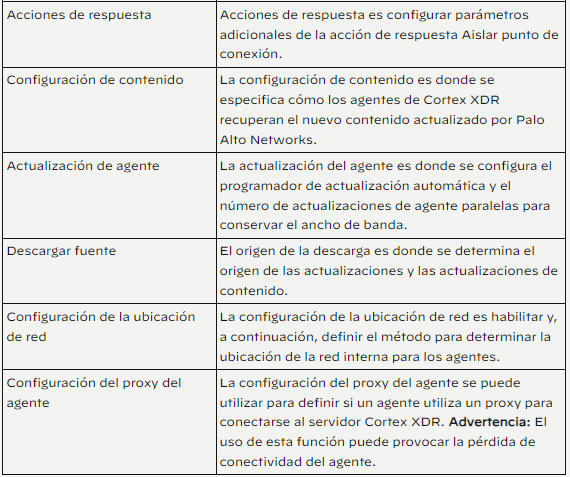 Acciones de respuesta
Acciones de respuesta es configurar parámetros
adicionales de la acción de respuesta Aislar punto de
conexión.
Configuración de contenido
La configuración de contenido es donde se
especifica cómo los agentes de Cortex XDR
recuperan el nuevo contenido actualizado por Palo
Alto Networks.
Actualización de agente
La actualización del agente es donde se configura el
programador de actualización automática y el
número de actualizaciones de agente paralelas para
conservar el ancho de banda.
Descargar fuente
El origen de la descarga es donde se determina el
origen de las actualizaciones y las actualizaciones de
contenido.
Configuración de la ubicación
de red
La configuración de la ubicación de red es habilitar y,
a continuación, definir el método para determinar la
ubicación de la red interna para los agentes.
Configuración del proxy del
agente
La configuración del proxy del agente se puede
utilizar para definir si un agente utiliza un proxy para
conectarse al servidor Cortex XDR. Advertencia: El
uso de esta función puede provocar la pérdida de
conectividad del agente.